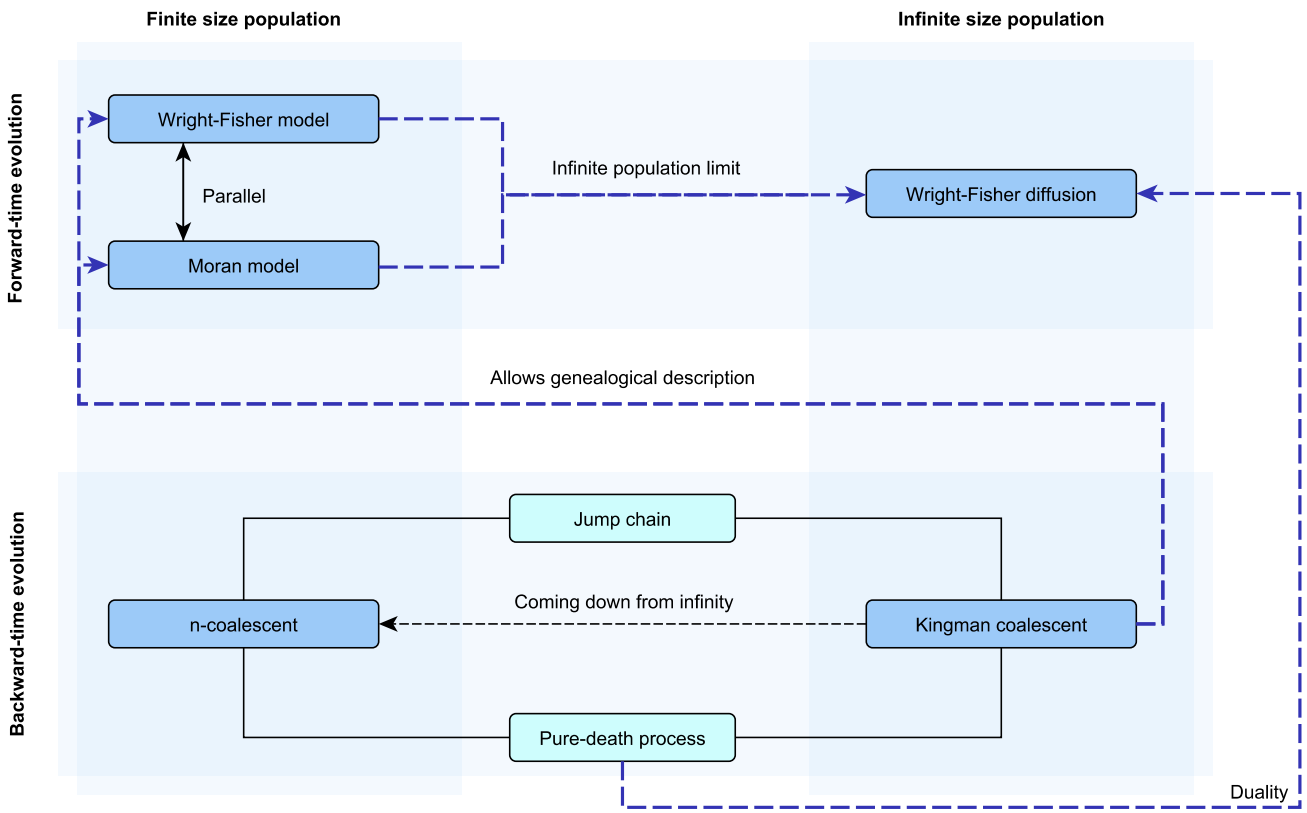 Finite size population
Infinite size population
Forward-time evolution
Wright-Fisher model
Parallel
Moran model
Infinite population limit
Wright-Fisher diffusion
Allows genealogical description
Backward-time evolution
Jump chain
n-coalescent
Coming down from infinity
Kingman coalescent
Pure-death process
Duality